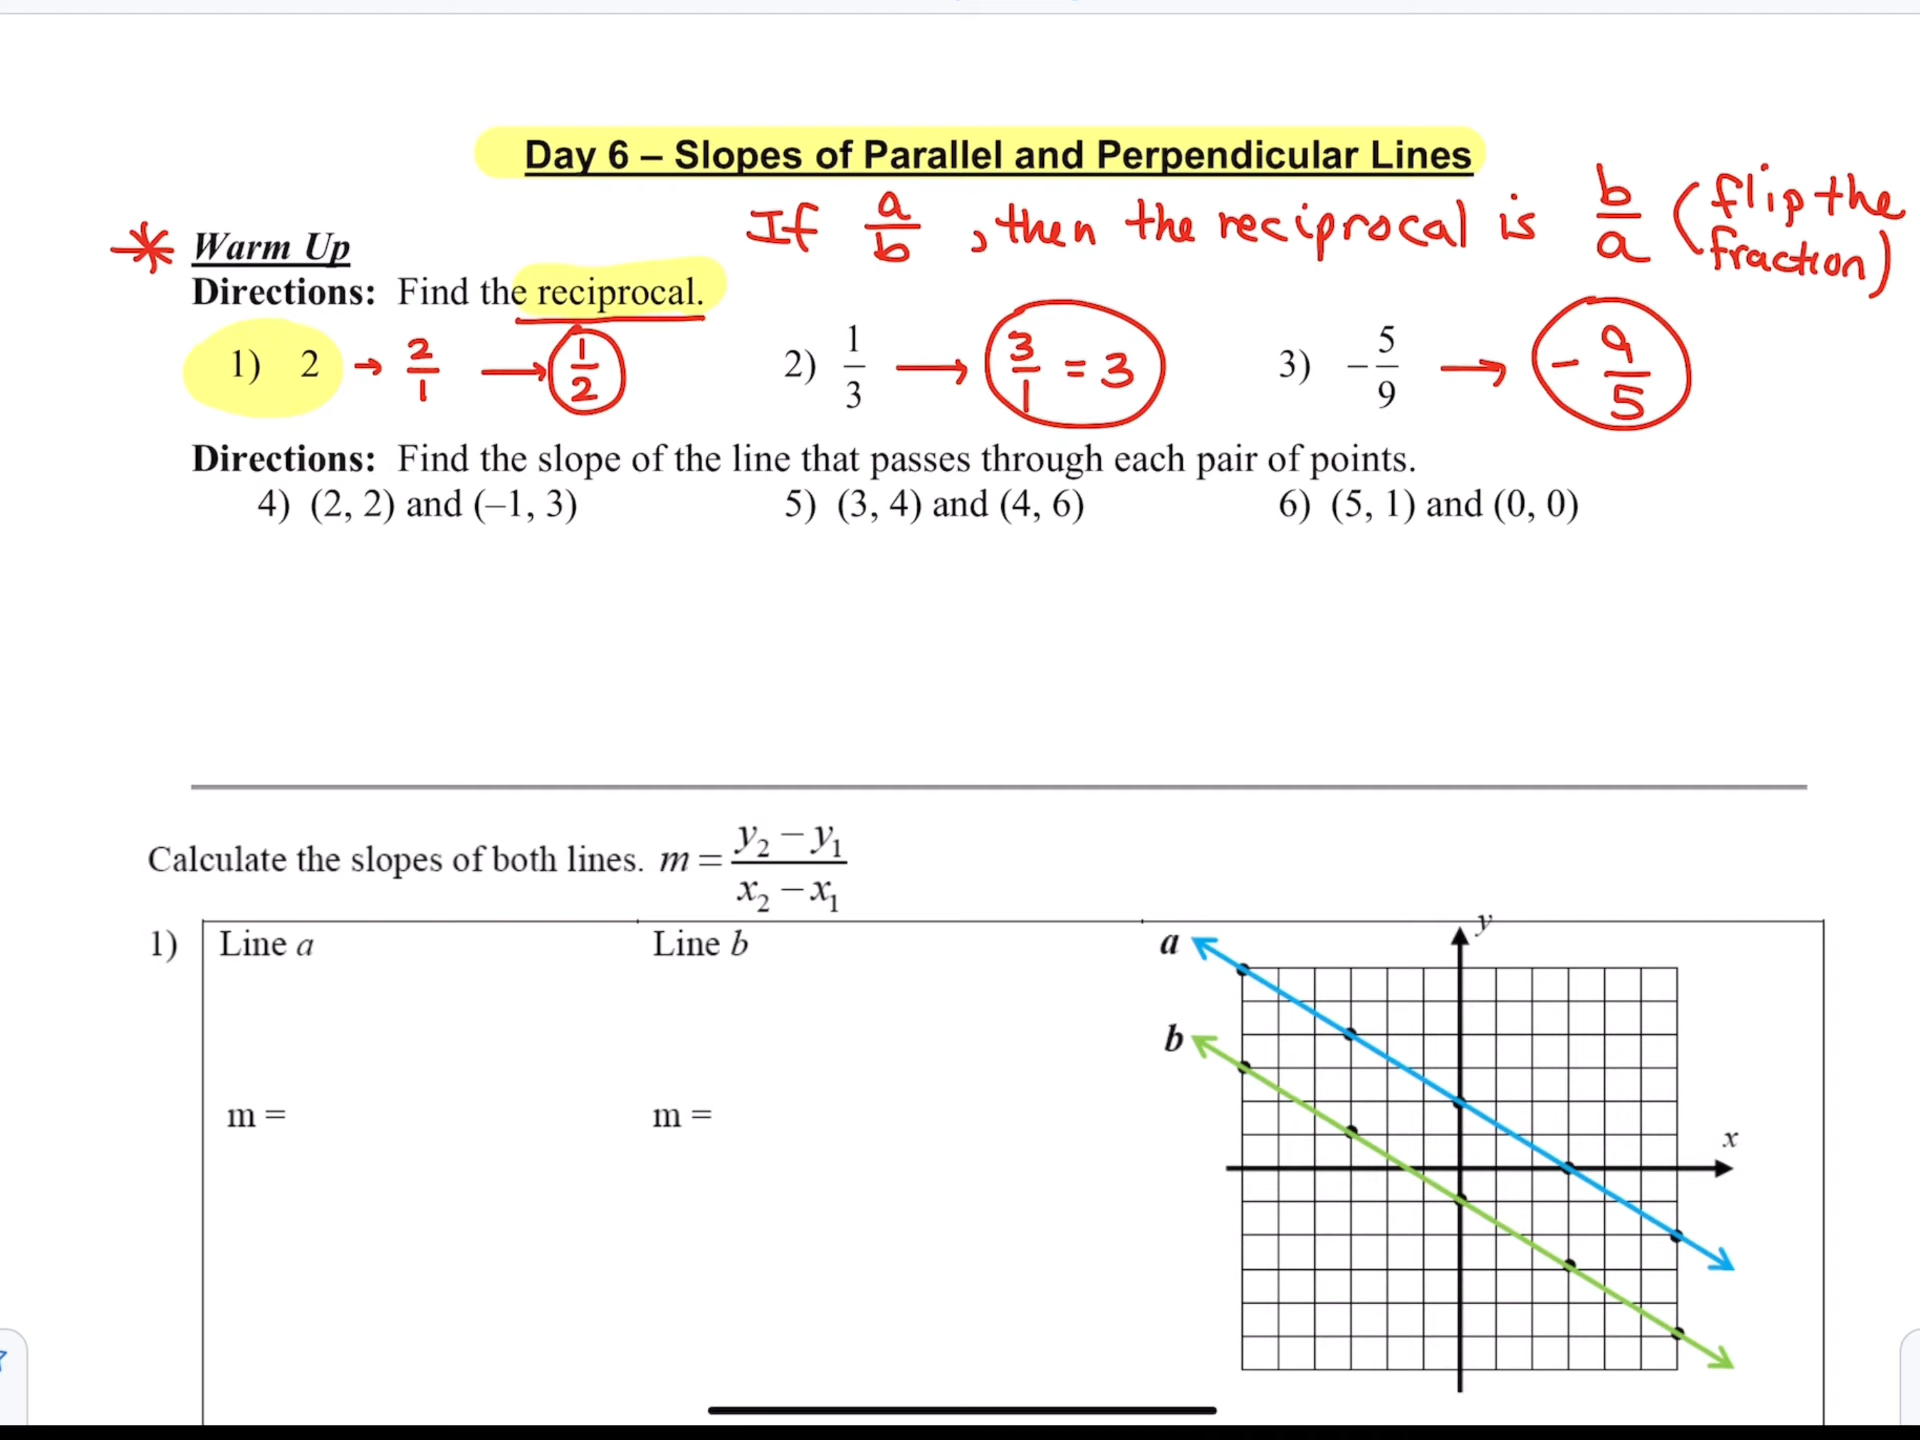 Day 6 – Slopes of Parallel and Perpendicular Lines
If a/b, then the reciprocal is b/a (flip the fraction)
* Warm Up
Directions: Find the reciprocal.
1) 2 → 2/1 → 1/2
2) 1/3 → 3/1 = 3
3) -5/9 → -9/5
Directions: Find the slope of the line that passes through each pair of points.
4) (2, 2) and (–1, 3)
5) (3, 4) and (4, 6)
6) (5, 1) and (0, 0)
Calculate the slopes of both lines. m = (y₂ – y₁)/(x₂ – x₁)
1) Line a
Line b
m =
m =
a
b
y
x